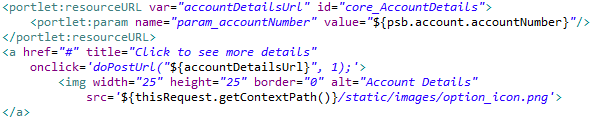 <portlet:resourceURL var="accountDetailsUrl" id="core_AccountDetails">
<portlet:param name="param_accountNumber" value="${psb.account.accountNumber}"/>
</portlet:resourceURL>
<a href="#" title="Click to see more details"
onclick='doPostUrl("${accountDetailsUrl}", 1);'>
<img width="25" height="25" border="0" alt="Account Details"
src='${thisRequest.getContextPath()}/static/images/option_icon.png'>
</a>